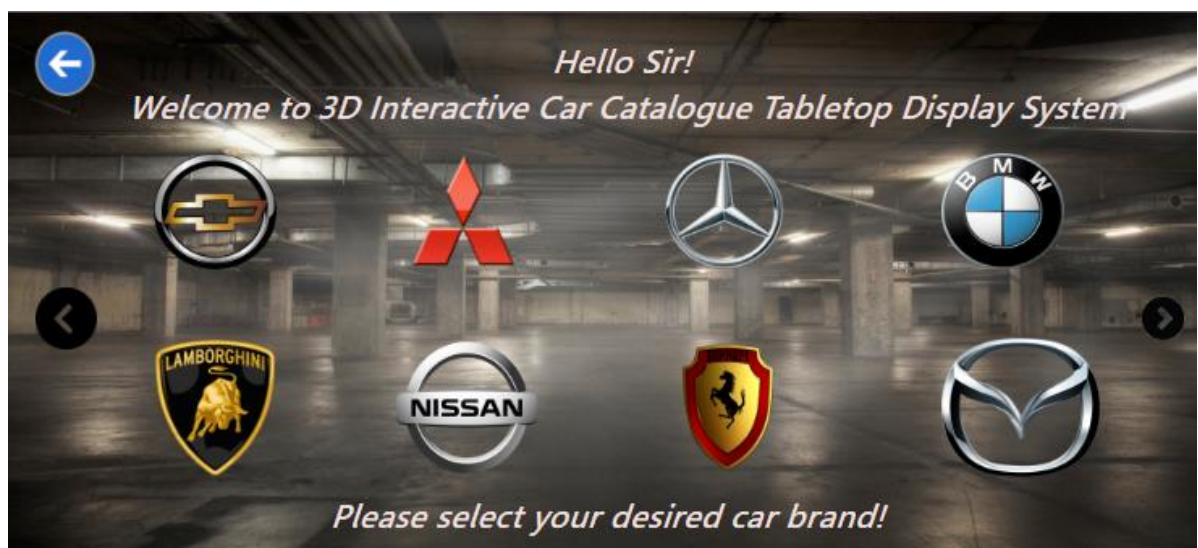 Hello Sir!
Welcome to 3D Interactive Car Catalogue Tabletop Display System
BMW
LAMBORGHINI
NISSAN
Please select your desired car brand!